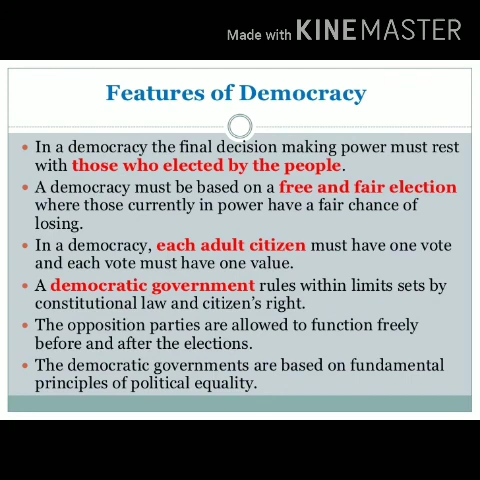 Made with KINEMASTER
Features of Democracy
• In a democracy the final decision making power must rest
with those who elected by the people.
• A democracy must be based on a free and fair election
where those currently in power have a fair chance of
losing.
• In a democracy, each adult citizen must have one vote
and each vote must have one value.
• A democratic government rules within limits sets by
constitutional law and citizen's right.
• The opposition parties are allowed to function freely
before and after the elections.
• The democratic governments are based on fundamental
principles of political equality.